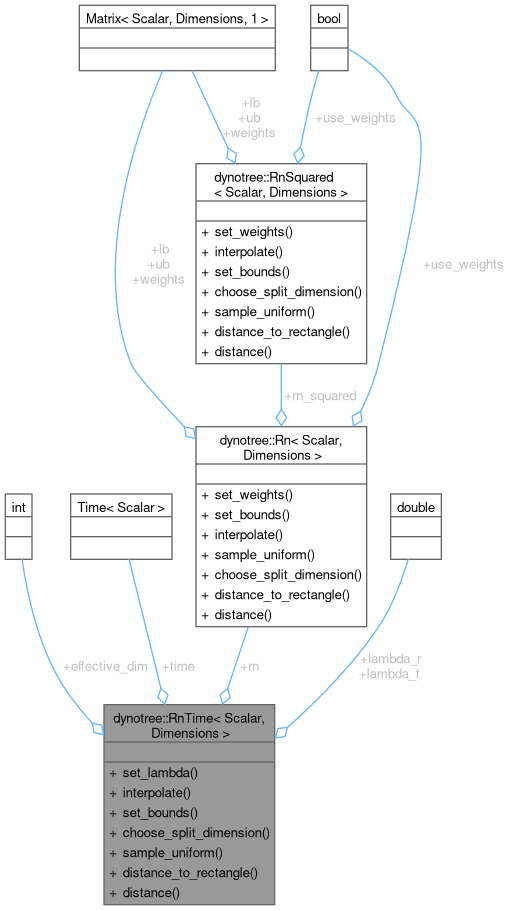 Matrix< Scalar, Dimensions, 1 >
bool
+lb
+ub
+weights
+use_weights
dynotree::RnSquared
< Scalar, Dimensions >
+ set_weights()
+ interpolate()
+ set_bounds()
+ choose_split_dimension()
+ sample_uniform()
+ distance_to_rectangle()
+ distance()
+lb
+ub
+weights
+use_weights
+rn_squared
dynotree::Rn< Scalar,
Dimensions >
+ set_weights()
+ set_bounds()
+ interpolate()
+ sample_uniform()
+ choose_split_dimension()
+ distance_to_rectangle()
+ distance()
int
Time< Scalar >
double
+effective_dim
+time
+rn
+lambda_r
+lambda_t
dynotree::RnTime< Scalar,
Dimensions >
+ set_lambda()
+ interpolate()
+ set_bounds()
+ choose_split_dimension()
+ sample_uniform()
+ distance_to_rectangle()
+ distance()